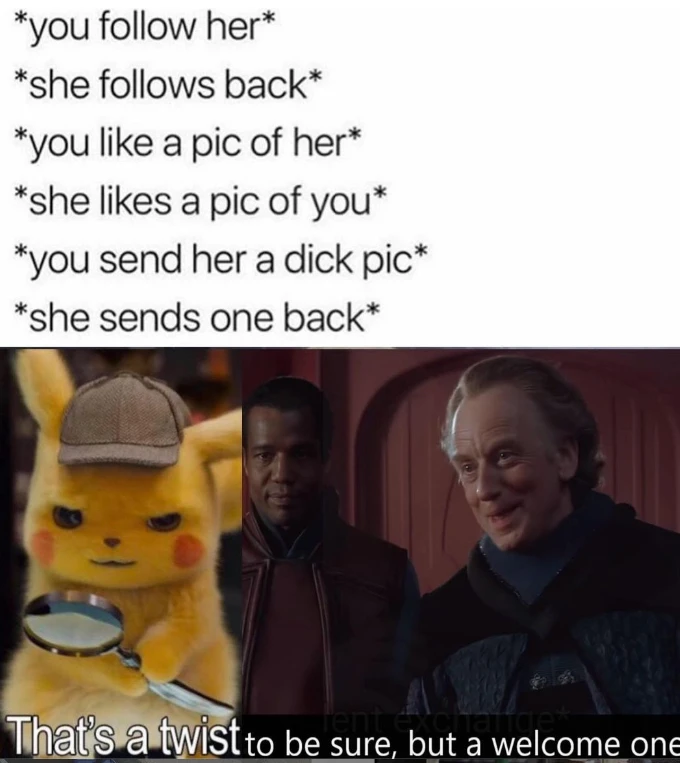 *you follow her*
*she follows back*
*you like a pic of her*
*she likes a pic of you*
*you send her a dick pic*
*she sends one back*
That's a twist to be sure, but a welcome one